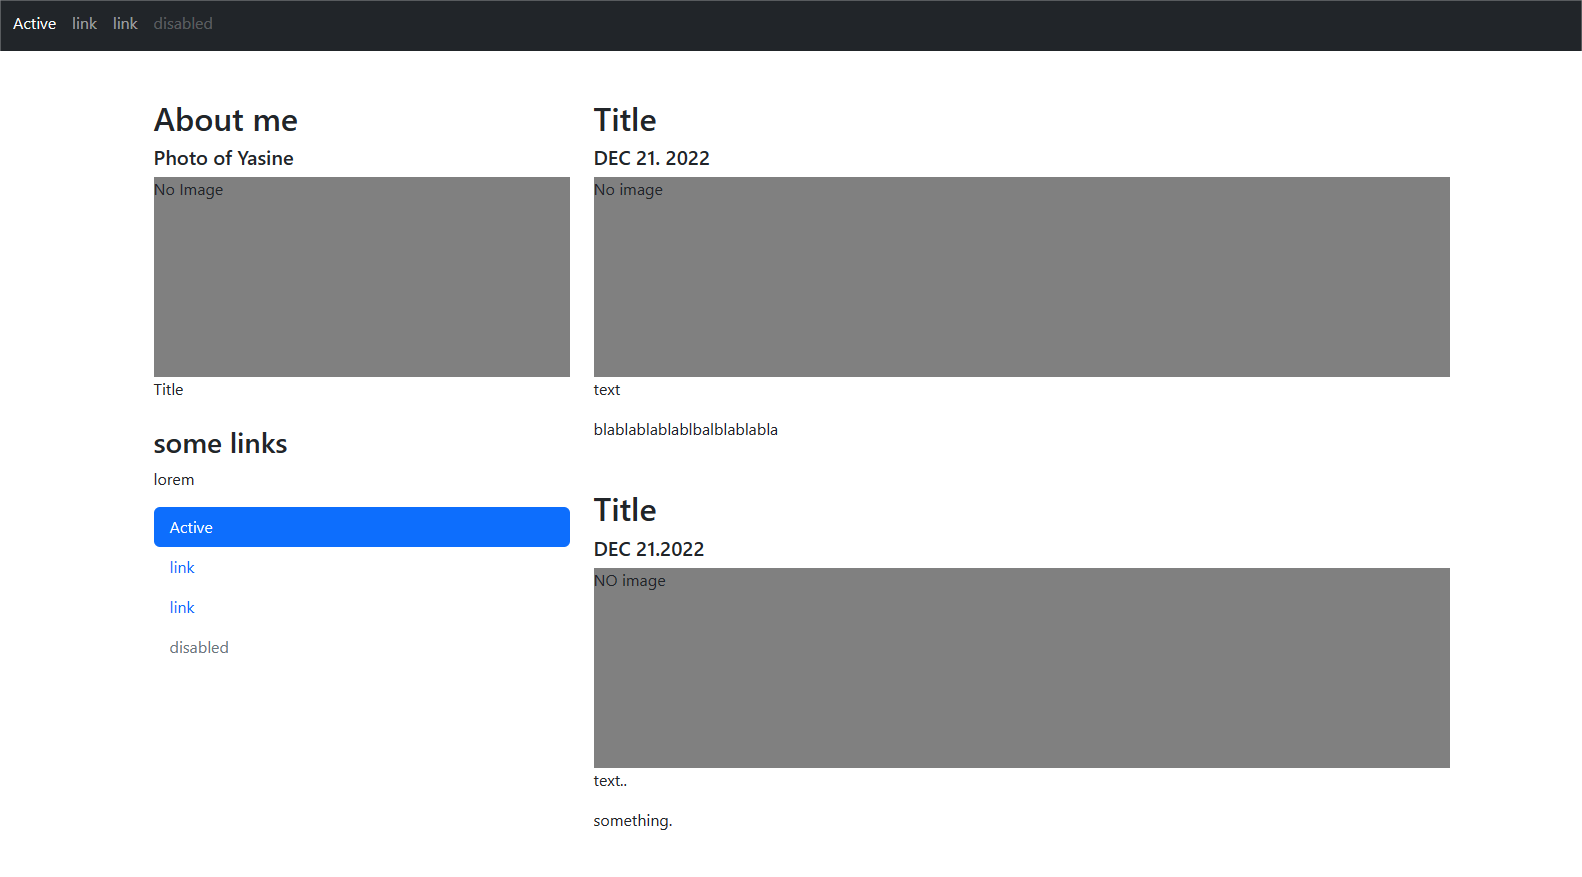 Active link link disabled
About me
Photo of Yasine
No Image
Title
some links
lorem
Active
link
link
disabled
Title
DEC 21. 2022
No image
text
blablablablablbalblablabla
Title
DEC 21.2022
NO image
text..
something.